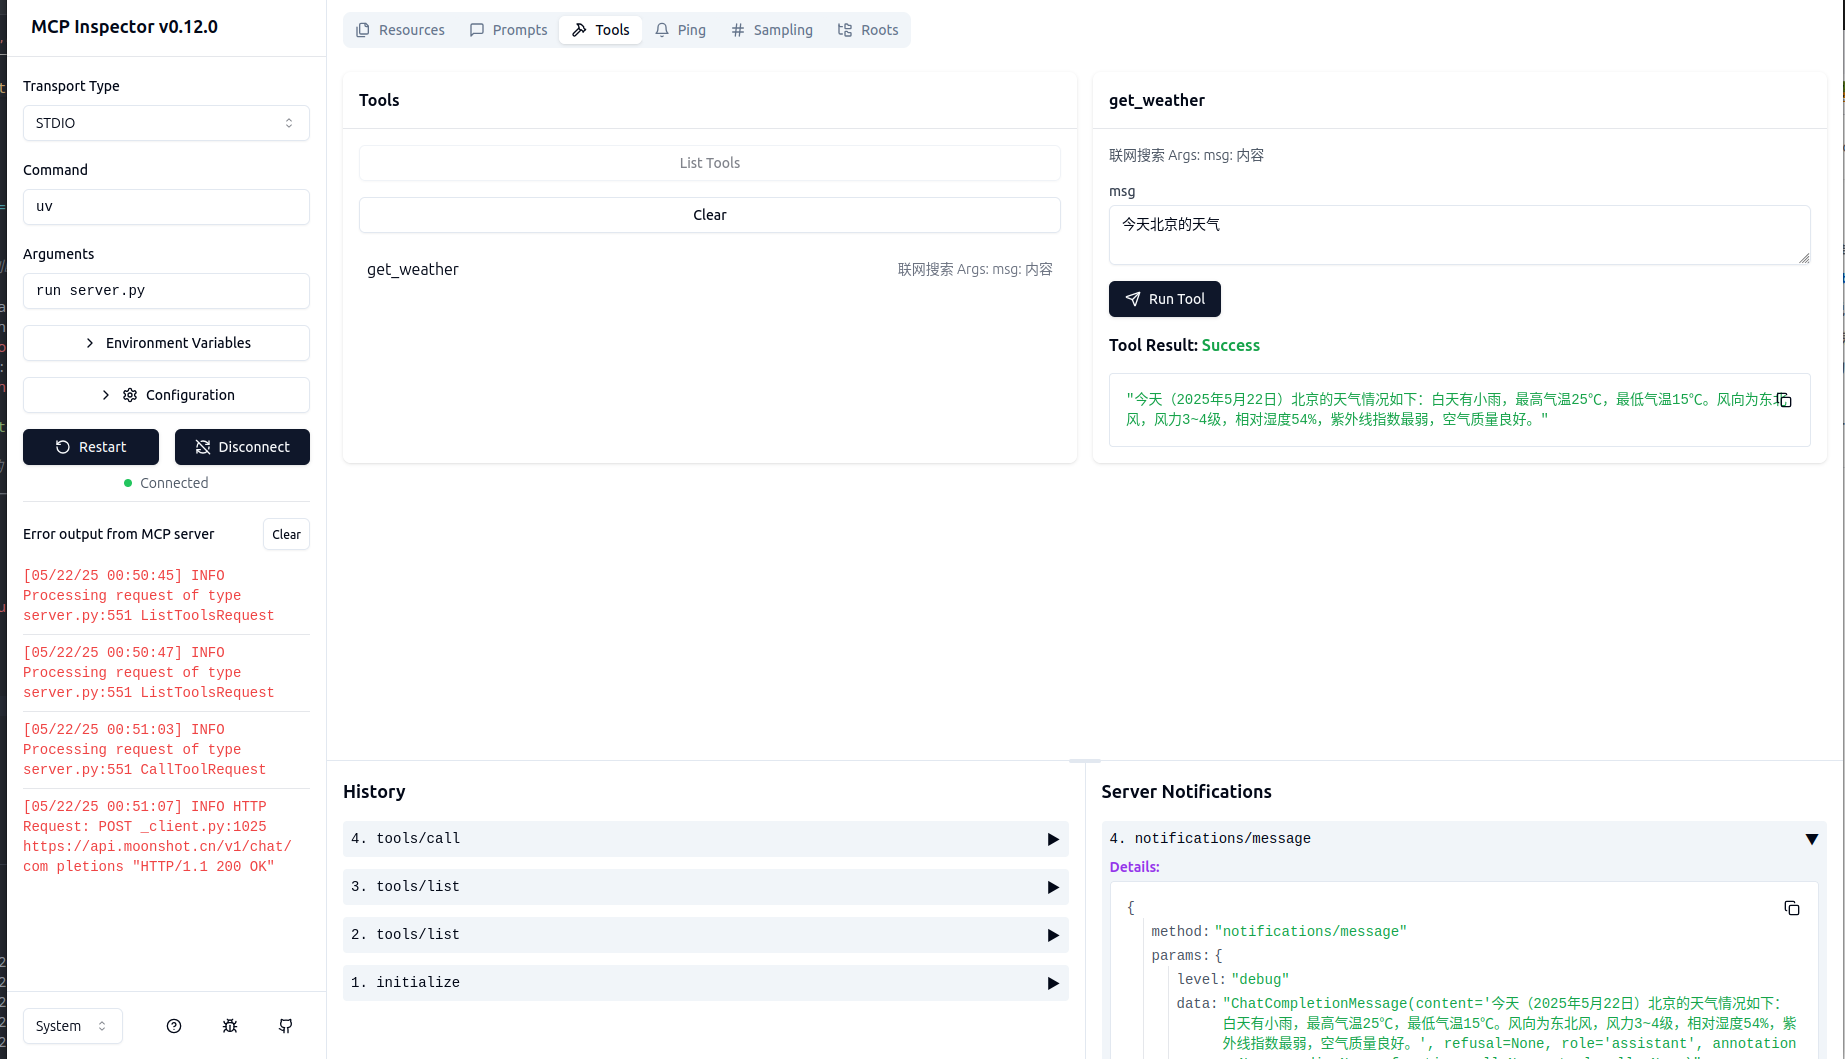 MCP Inspector v0.12.0
Transport Type
STDIO
Command
uv
Arguments
run server.py
Environment Variables
Configuration
Restart
Disconnect
Connected
Error output from MCP server
Clear
[05/22/25 00:50:45] INFO
Processing request of type
server.py:551 ListToolsRequest
[05/22/25 00:50:47] INFO
Processing request of type
server.py:551 ListToolsRequest
[05/22/25 00:51:03] INFO
Processing request of type
server.py:551 CallToolRequest
[05/22/25 00:51:07] INFO HTTP
Request: POST _client.py:1025
https://api.moonshot.cn/v1/chat/
com pletions "HTTP/1.1 200 OK"
System
Resources
Prompts
Tools
Ping
Sampling
Roots
Tools
List Tools
Clear
get_weather
联网搜索 Args: msg: 内容
get_weather
联网搜索 Args: msg: 内容
msg
今天北京的天气
Run Tool
Tool Result: Success
"今天（2025年5月22日）北京的天气情况如下：白天有小雨，最高气温25℃，最低气温15℃。风向为东北
风，风力3~4级，相对湿度54%，紫外线指数最弱，空气质量良好。"
History
4. tools/call
3. tools/list
2. tools/list
1. initialize
Server Notifications
4. notifications/message
Details:
{
method: "notifications/message"
params: {
level: "debug"
data: "ChatCompletionMessage(content='今天（2025年5月22日）北京的天气情况如下：
白天有小雨，最高气温25℃，最低气温15℃。风向为东北风，风力3~4级，相对湿度54%，紫
外线指数最弱，空气质量良好。', refusal=None, role='assistant', annotation